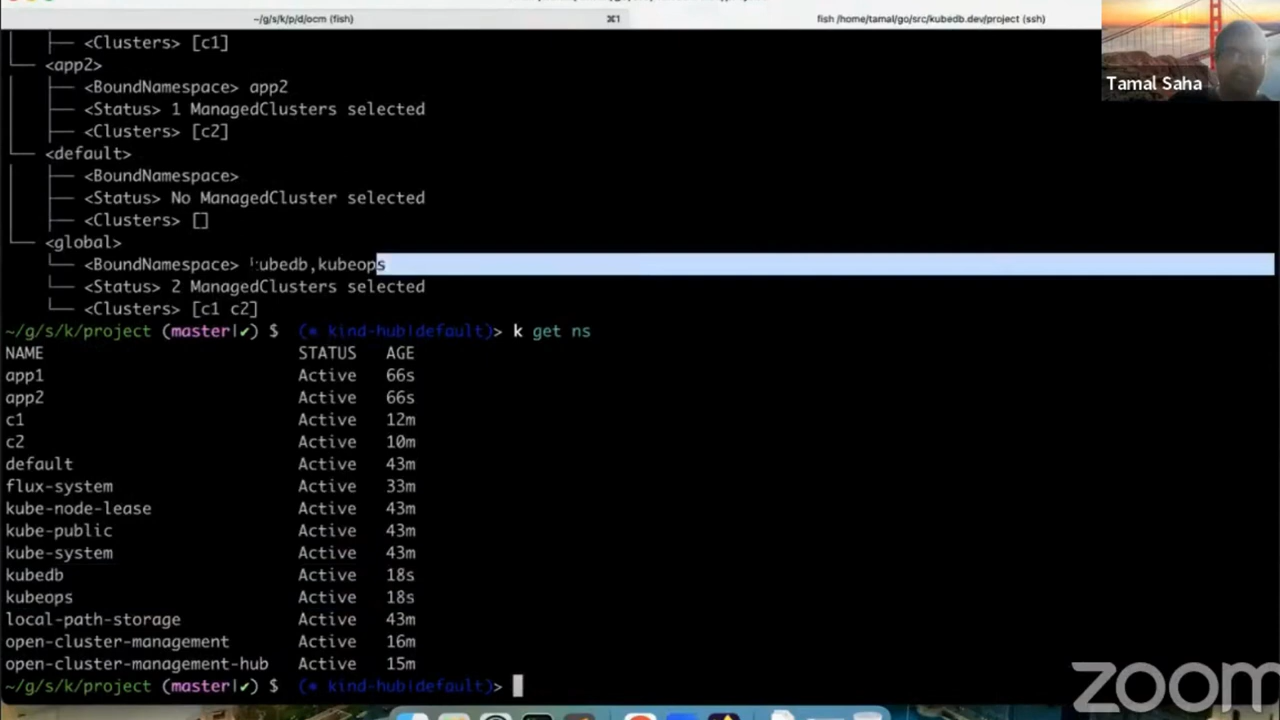 ~/g/s/k/p/d/ocm (fish) ⌘1 fish /home/tamal/go/src/kubedb.dev/project (ssh)
├── <Clusters> [c1]
└── <app2>
├── <BoundNamespace> app2
├── <Status> 1 ManagedClusters selected
├── <Clusters> [c2]
└── <default>
├── <BoundNamespace>
├── <Status> No ManagedCluster selected
├── <Clusters> []
└── <global>
└── <BoundNamespace> kubedb,kubeops
└── <Status> 2 ManagedClusters selected
└── <Clusters> [c1 c2]
~/g/s/k/project (master|✔) $ (* kind-hub|default)> k get ns
NAME STATUS AGE
app1 Active 66s
app2 Active 66s
c1 Active 12m
c2 Active 10m
default Active 43m
flux-system Active 33m
kube-node-lease Active 43m
kube-public Active 43m
kube-system Active 43m
kubedb Active 18s
kubeops Active 18s
local-path-storage Active 43m
open-cluster-management Active 16m
open-cluster-management-hub Active 15m
~/g/s/k/project (master|✔) $ (* kind-hub|default)>
Tamal Saha
zoom